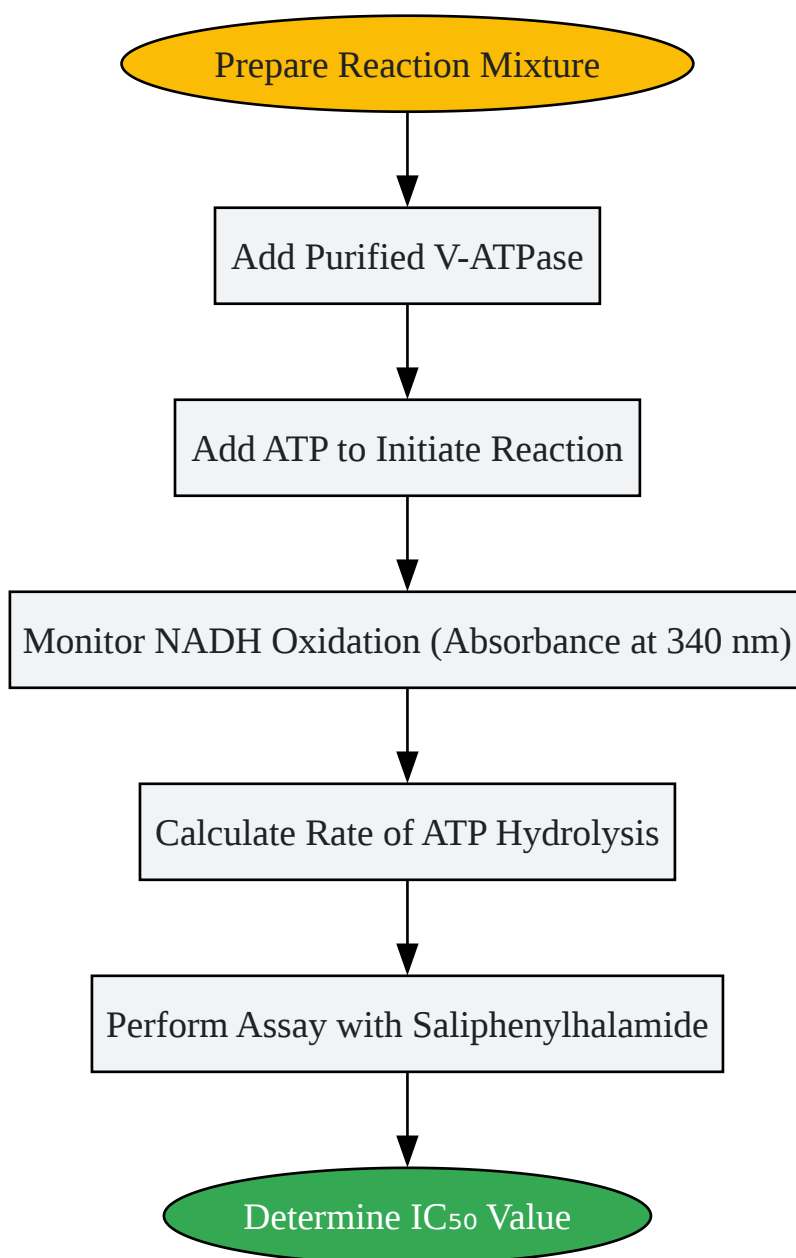 Prepare Reaction Mixture
Add Purified V-ATPase
Add ATP to Initiate Reaction
Monitor NADH Oxidation (Absorbance at 340 nm)
Calculate Rate of ATP Hydrolysis
Perform Assay with Saliphenylhalamide
Determine IC₅₀ Value